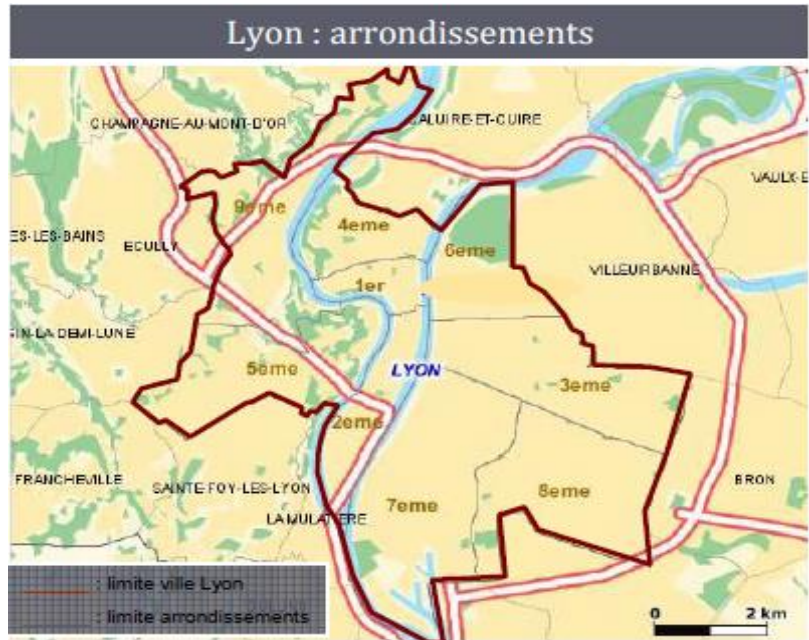 Lyon : arrondissements
CHAMPAGNE-AU-MONT-D'OR
ALUIRE-ET-CUIRE
VAULX-E
9eme
4eme
ES-LES-BAINS
ECULLY
6eme
VILLEURBANNE
1er
IN-LA-DEMI-LUNE
5eme
LYON
3eme
2eme
FRANCHEVILLE
SAINTE-FOY-LES-LYON
BRON
8eme
LA MULATIERE
7eme
: limite ville Lyon
: limite arrondissements
0 2 km